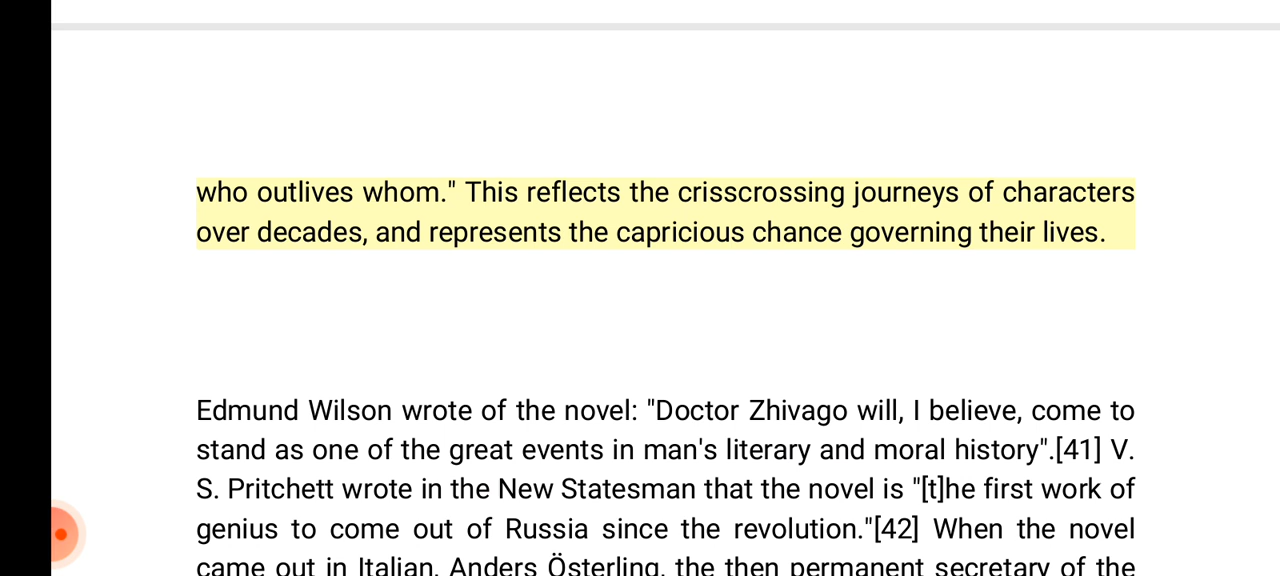 who outlives whom." This reflects the crisscrossing journeys of characters
over decades, and represents the capricious chance governing their lives.
Edmund Wilson wrote of the novel: "Doctor Zhivago will, I believe, come to
stand as one of the great events in man's literary and moral history".[41] V.
S. Pritchett wrote in the New Statesman that the novel is "[t]he first work of
genius to come out of Russia since the revolution."[42] When the novel
came out in Italian, Anders Österling, the then permanent secretary of the